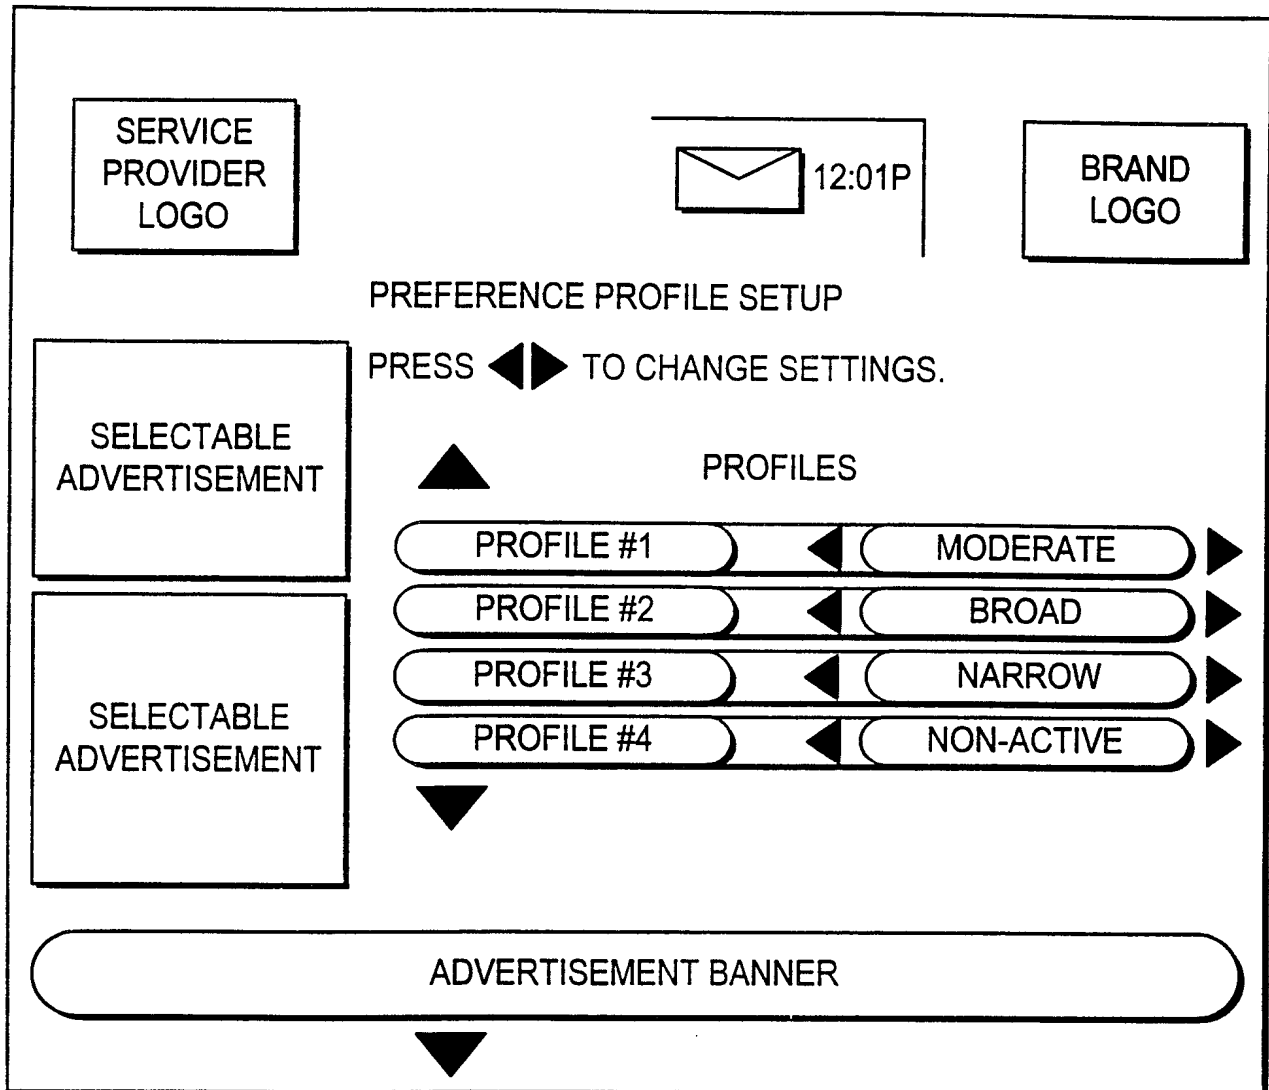 SERVICE
PROVIDER
LOGO
12:01P
BRAND
LOGO
PREFERENCE PROFILE SETUP
PRESS ◀▶ TO CHANGE SETTINGS.
SELECTABLE
ADVERTISEMENT
PROFILES
PROFILE #1 MODERATE
PROFILE #2 BROAD
PROFILE #3 NARROW
PROFILE #4 NON-ACTIVE
SELECTABLE
ADVERTISEMENT
ADVERTISEMENT BANNER